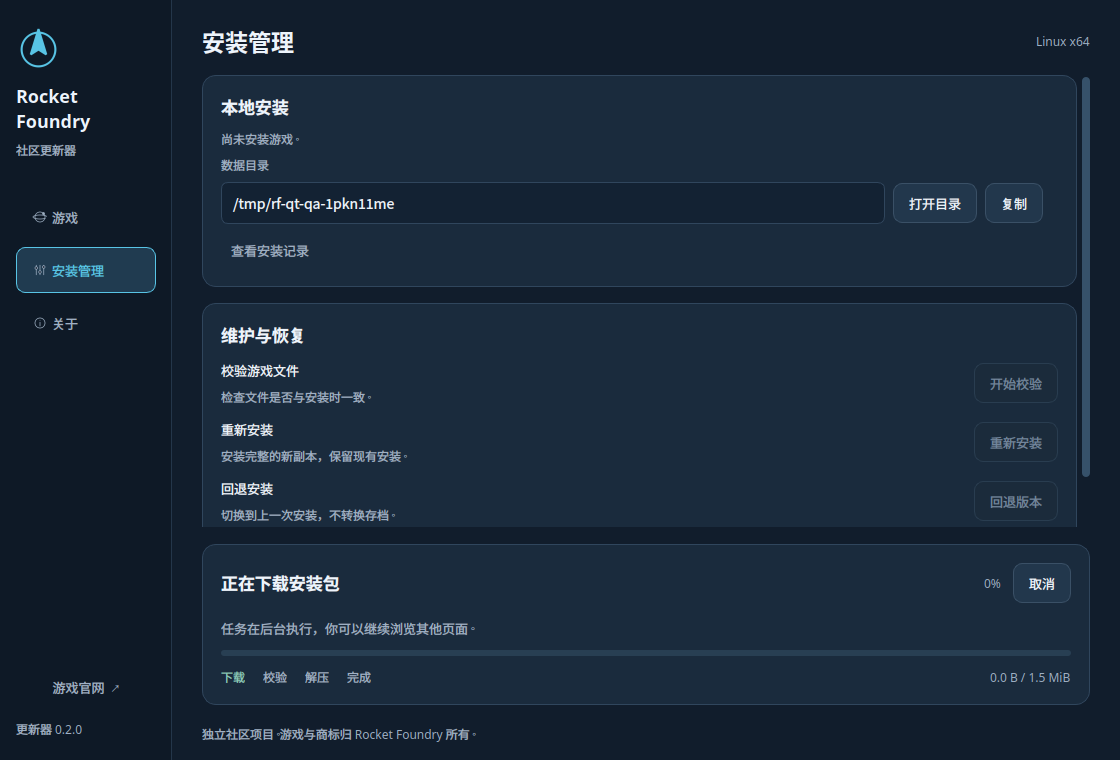 Rocket
Foundry
社区更新器
游戏
安装管理
关于
游戏官网 ↗
更新器 0.2.0
安装管理
Linux x64
本地安装
尚未安装游戏。
数据目录
/tmp/rf-qt-qa-1pkn11me
打开目录
复制
查看安装记录
维护与恢复
校验游戏文件
检查文件是否与安装时一致。
开始校验
重新安装
安装完整的新副本，保留现有安装。
重新安装
回退安装
切换到上一次安装，不转换存档。
回退版本
正在下载安装包
0%
取消
任务在后台执行，你可以继续浏览其他页面。
下载 校验 解压 完成
0.0 B / 1.5 MiB
独立社区项目·游戏与商标归 Rocket Foundry 所有。